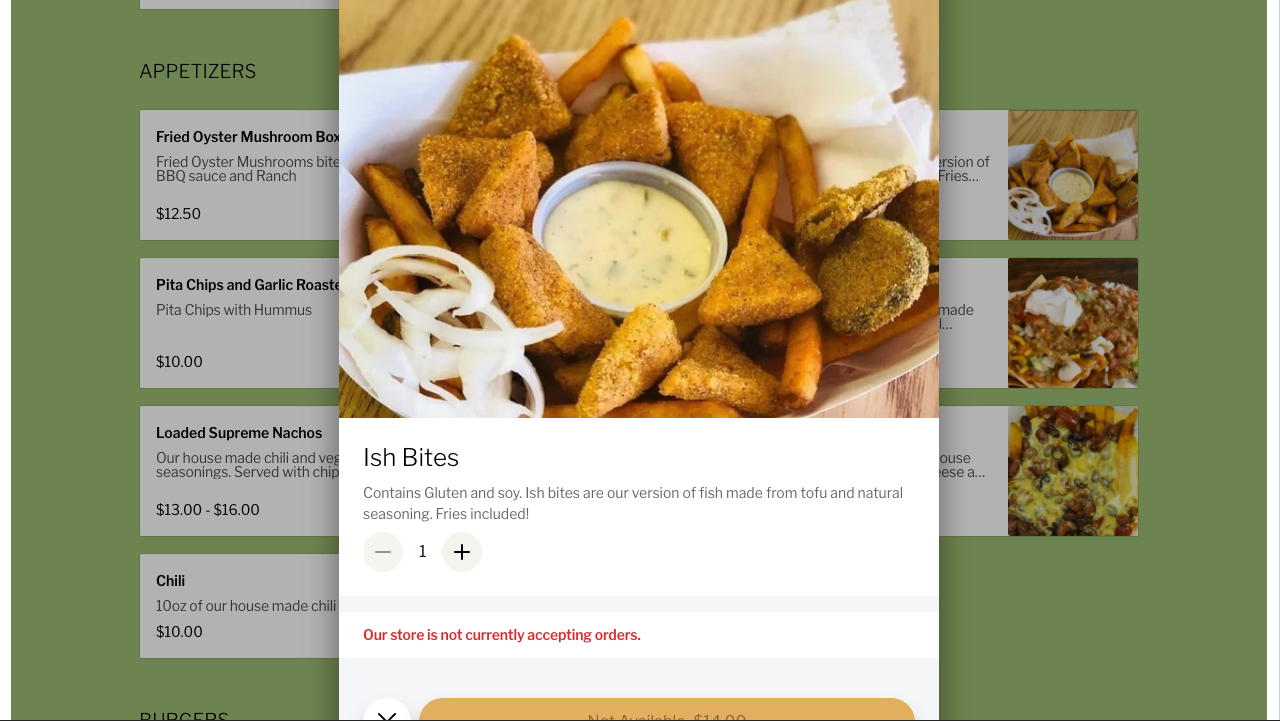 APPETIZERS
Fried Oyster Mushroom Box
Fried Oyster Mushrooms bite
BBQ sauce and Ranch
$12.50
Pita Chips and Garlic Roaste
Pita Chips with Hummus
$10.00
Loaded Supreme Nachos
Our house made chili and veg
seasonings. Served with chip
$13.00 - $16.00
Chili
10oz of our house made chili
$10.00
BURGERS
Ish Bites
Contains Gluten and soy. Ish bites are our version of fish made from tofu and natural
seasoning. Fries included!
1
Our store is not currently accepting orders.
Not Available $14.00
ersion of
Fries...
made
l...
ouse
eese a...